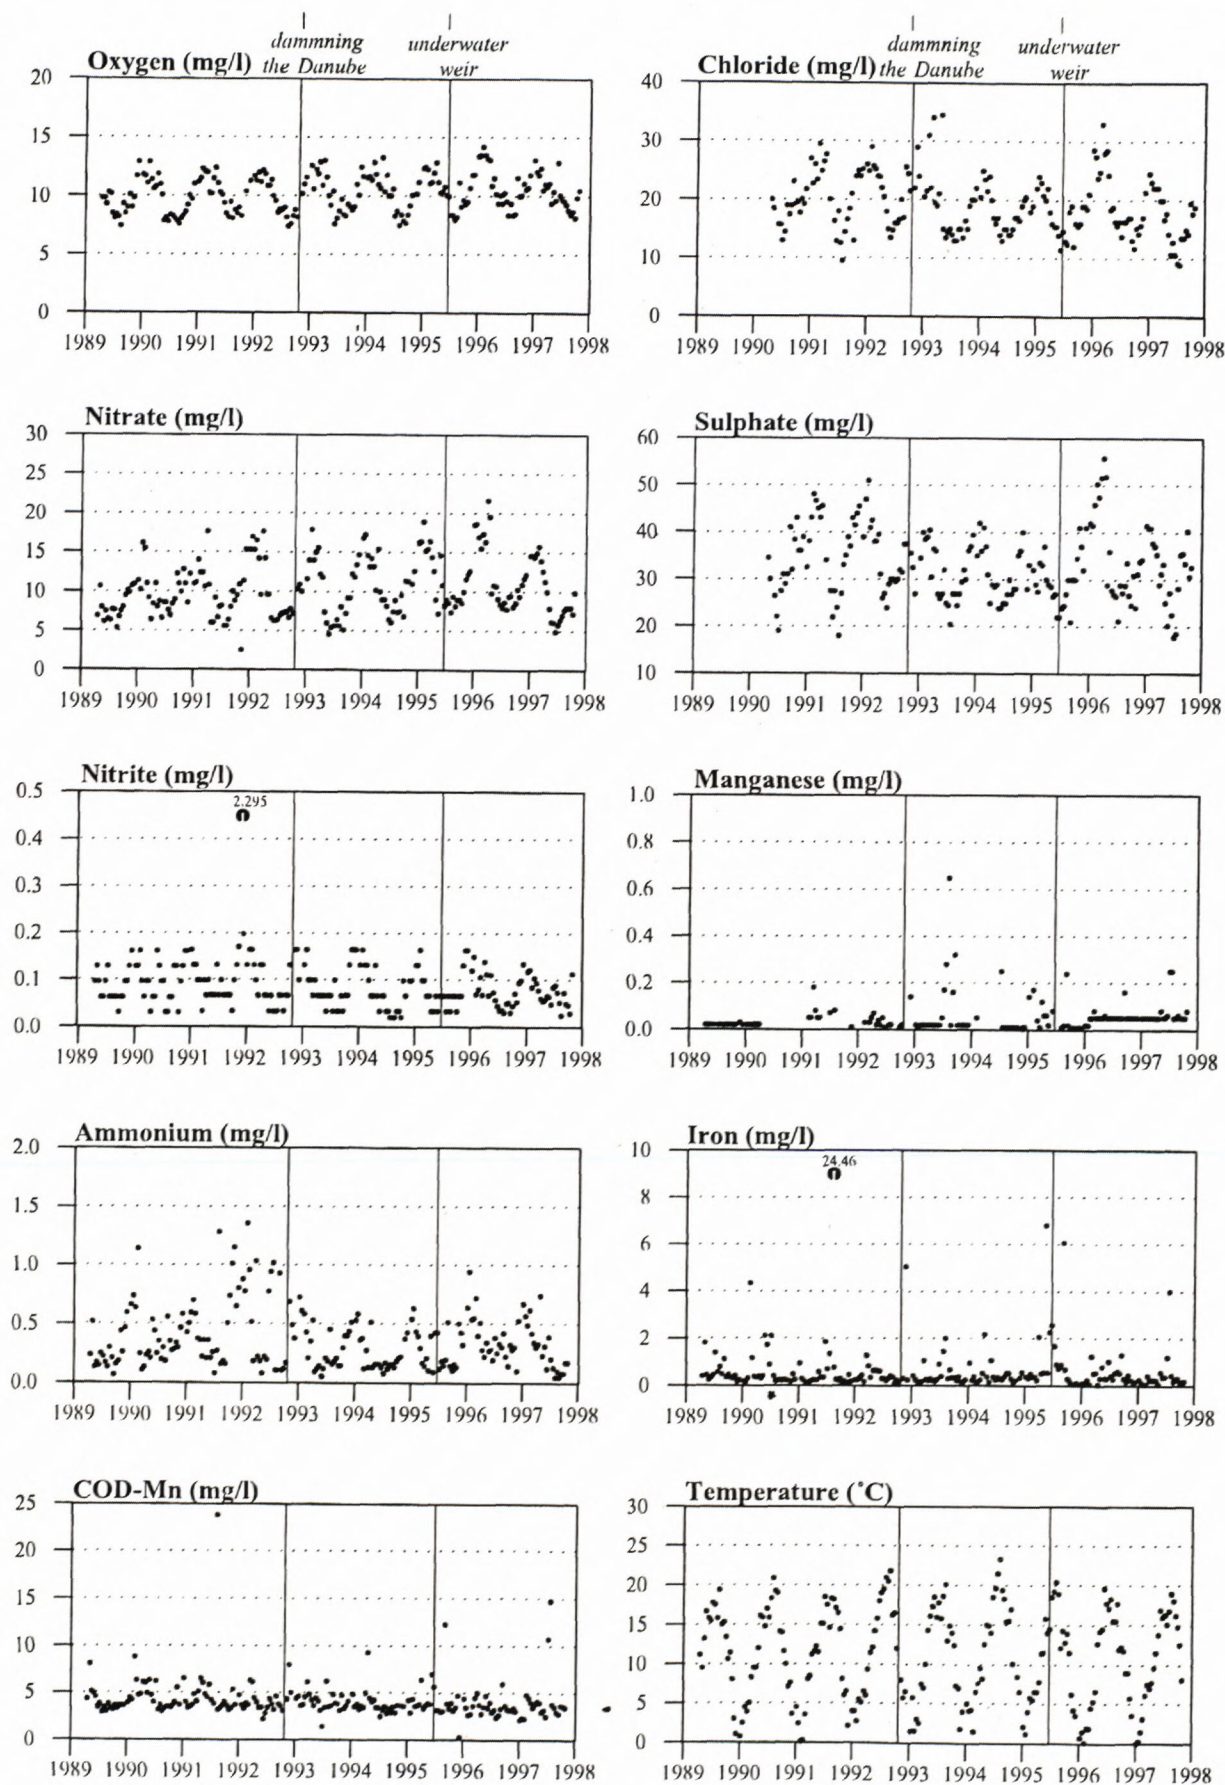 dammning
the Danube
underwater
weir
dammning
the Danube
underwater
weir
Oxygen (mg/l)
20
15
10
5
0
1989 1990 1991 1992 1993 1994 1995 1996 1997 1998
Chloride (mg/l)
40
30
20
10
0
1989 1990 1991 1992 1993 1994 1995 1996 1997 1998
Nitrate (mg/l)
30
25
20
15
10
5
0
1989 1990 1991 1992 1993 1994 1995 1996 1997 1998
Sulphate (mg/l)
60
50
40
30
20
10
1989 1990 1991 1992 1993 1994 1995 1996 1997 1998
Nitrite (mg/l)
2.295
0.5
0.4
0.3
0.2
0.1
0.0
1989 1990 1991 1992 1993 1994 1995 1996 1997 1998
Manganese (mg/l)
1.0
0.8
0.6
0.4
0.2
0.0
1989 1990 1991 1992 1993 1994 1995 1996 1997 1998
Ammonium (mg/l)
2.0
1.5
1.0
0.5
0.0
1989 1990 1991 1992 1993 1994 1995 1996 1997 1998
Iron (mg/l)
24.46
10
8
6
4
2
0
1989 1990 1991 1992 1993 1994 1995 1996 1997 1998
COD-Mn (mg/l)
25
20
15
10
5
0
1989 1990 1991 1992 1993 1994 1995 1996 1997 1998
Temperature (˚C)
30
25
20
15
10
5
0
1989 1990 1991 1992 1993 1994 1995 1996 1997 1998